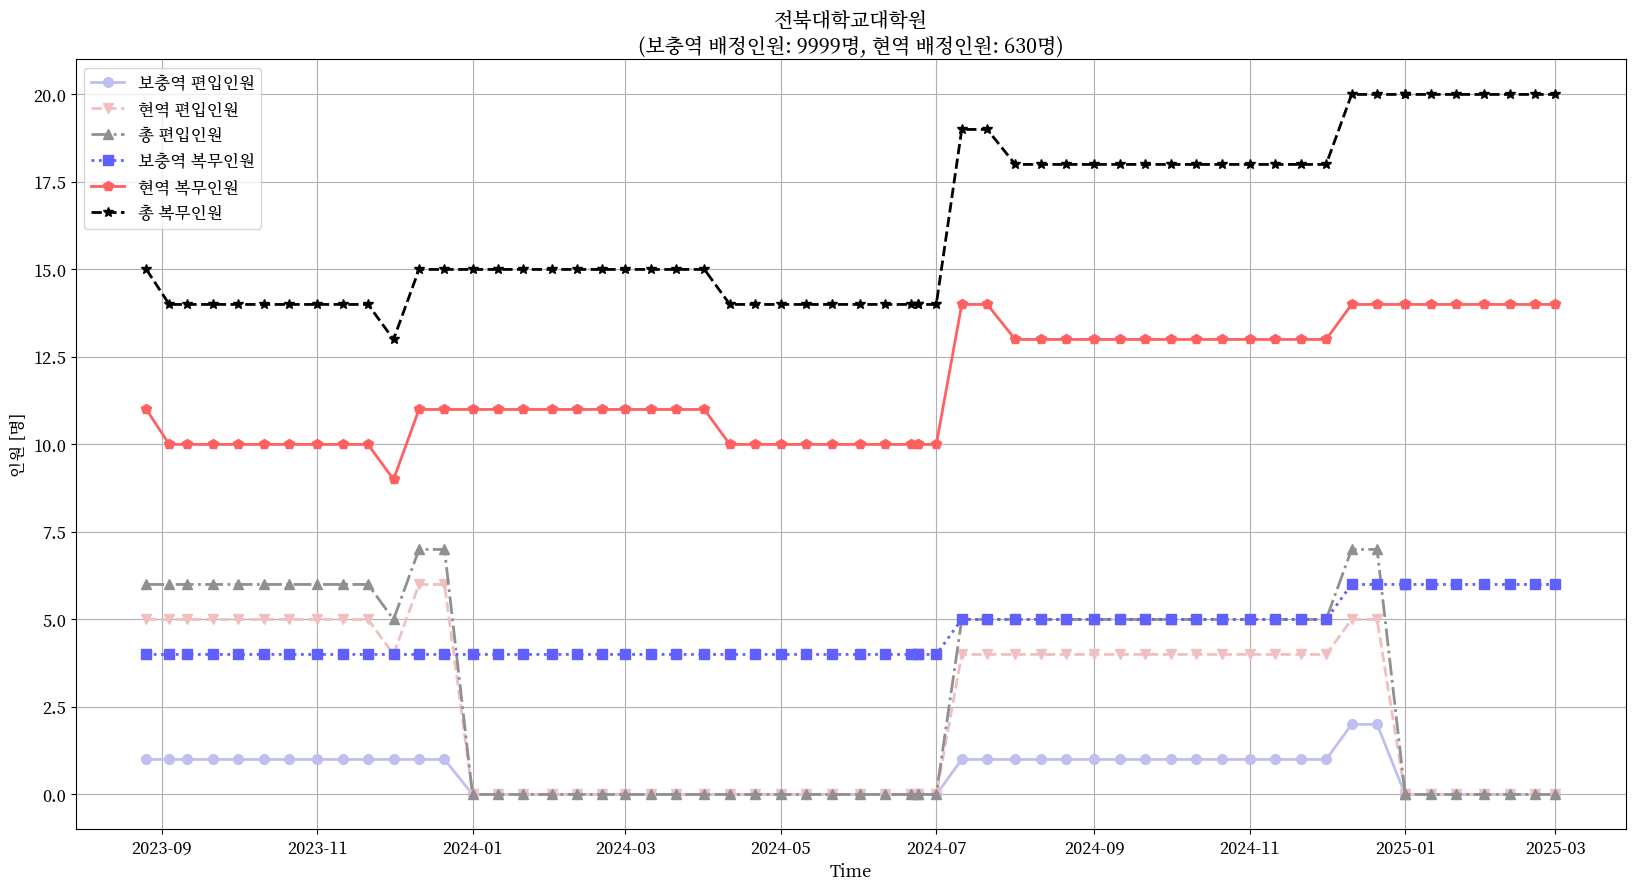 전북대학교대학원
(보충역 배정인원: 9999명, 현역 배정인원: 630명)
보충역 편입인원
현역 편입인원
총 편입인원
보충역 복무인원
현역 복무인원
총 복무인원
20.0
17.5
15.0
12.5
10.0
7.5
5.0
2.5
0.0
인원 [명]
2023-09
2023-11
2024-01
2024-03
2024-05
2024-07
2024-09
2024-11
2025-01
2025-03
Time